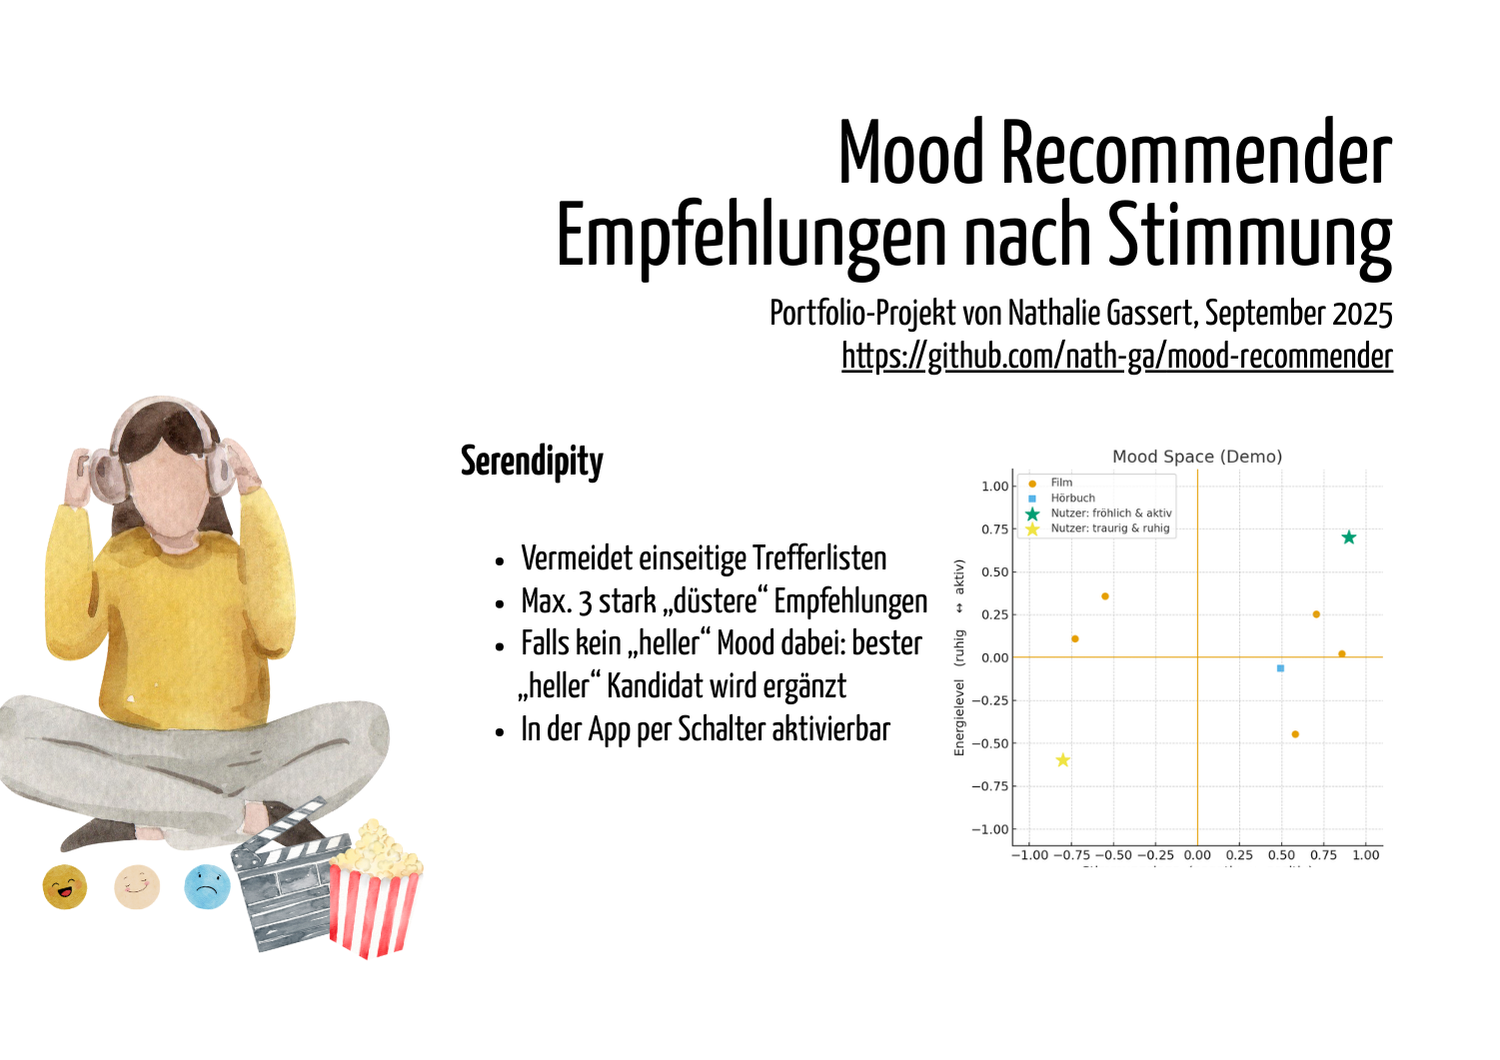 Mood Recommender
Empfehlungen nach Stimmung
Portfolio-Projekt von Nathalie Gassert, September 2025
https://github.com/nath-ga/mood-recommender
Serendipity
• Vermeidet einseitige Trefferlisten
• Max. 3 stark „düstere“ Empfehlungen
• Falls kein „heller“ Mood dabei: bester
„heller“ Kandidat wird ergänzt
• In der App per Schalter aktivierbar
Mood Space (Demo)
Film
Hörbuch
Nutzer: fröhlich & aktiv
Nutzer: traurig & ruhig
Energielevel (ruhig ↔ aktiv)
1.00
0.75
0.50
0.25
0.00
−0.25
−0.50
−0.75
−1.00
−1.00 −0.75 −0.50 −0.25 0.00 0.25 0.50 0.75 1.00